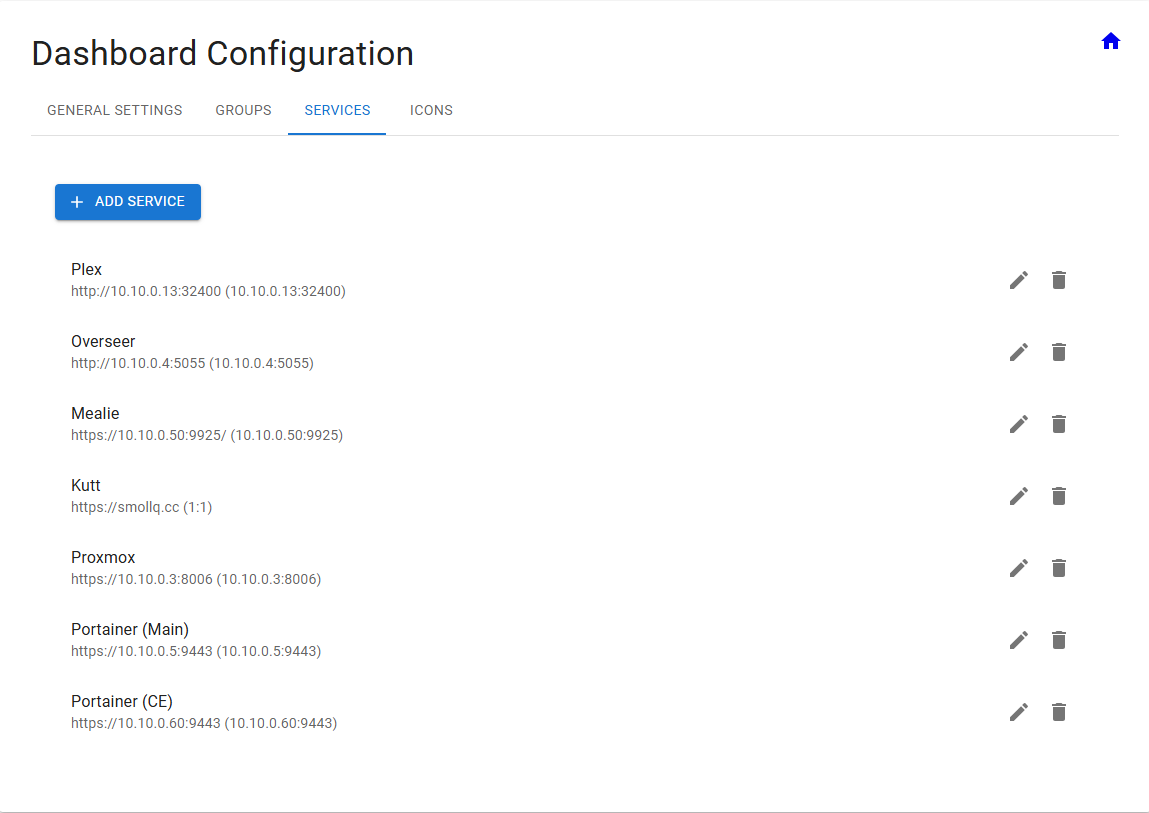 Dashboard Configuration
GENERAL SETTINGS GROUPS SERVICES ICONS
ADD SERVICE
Plex
http://10.10.0.13:32400 (10.10.0.13:32400)
Overseer
http://10.10.0.4:5055 (10.10.0.4:5055)
Mealie
https://10.10.0.50:9925/ (10.10.0.50:9925)
Kutt
https://smollq.cc (1:1)
Proxmox
https://10.10.0.3:8006 (10.10.0.3:8006)
Portainer (Main)
https://10.10.0.5:9443 (10.10.0.5:9443)
Portainer (CE)
https://10.10.0.60:9443 (10.10.0.60:9443)